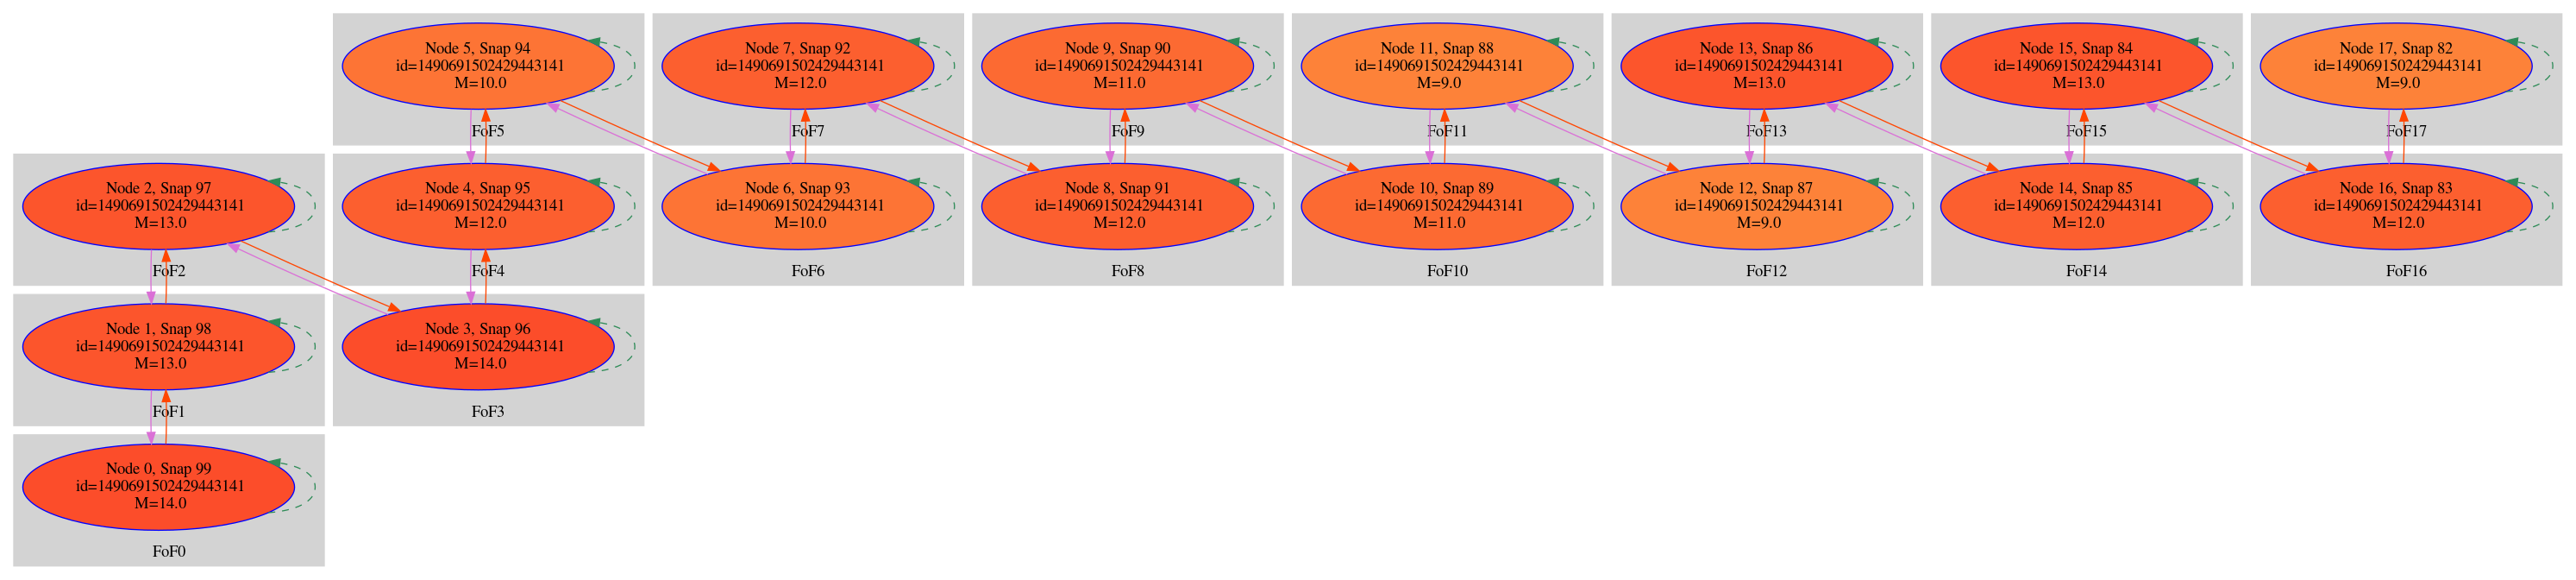 Node 5, Snap 94
id=1490691502429443141
M=10.0
FoF5
Node 7, Snap 92
id=1490691502429443141
M=12.0
FoF7
Node 9, Snap 90
id=1490691502429443141
M=11.0
FoF9
Node 11, Snap 88
id=1490691502429443141
M=9.0
FoF11
Node 13, Snap 86
id=1490691502429443141
M=13.0
FoF13
Node 15, Snap 84
id=1490691502429443141
M=13.0
FoF15
Node 17, Snap 82
id=1490691502429443141
M=9.0
FoF17
Node 2, Snap 97
id=1490691502429443141
M=13.0
FoF2
Node 4, Snap 95
id=1490691502429443141
M=12.0
FoF4
Node 6, Snap 93
id=1490691502429443141
M=10.0
FoF6
Node 8, Snap 91
id=1490691502429443141
M=12.0
FoF8
Node 10, Snap 89
id=1490691502429443141
M=11.0
FoF10
Node 12, Snap 87
id=1490691502429443141
M=9.0
FoF12
Node 14, Snap 85
id=1490691502429443141
M=12.0
FoF14
Node 16, Snap 83
id=1490691502429443141
M=12.0
FoF16
Node 1, Snap 98
id=1490691502429443141
M=13.0
FoF1
Node 3, Snap 96
id=1490691502429443141
M=14.0
FoF3
Node 0, Snap 99
id=1490691502429443141
M=14.0
FoF0